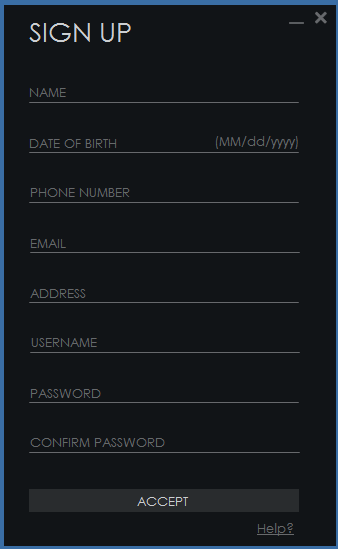 SIGN UP
NAME
DATE OF BIRTH (MM/dd/yyyy)
PHONE NUMBER
EMAIL
ADDRESS
USERNAME
PASSWORD
CONFIRM PASSWORD
ACCEPT
Help?